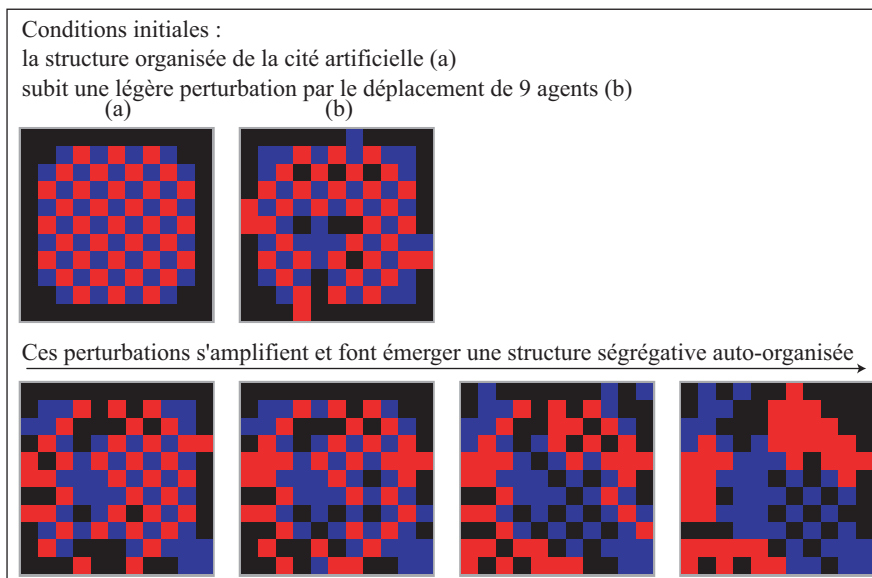 Conditions initiales :
la structure organisée de la cité artificielle (a)
subit une légère perturbation par le déplacement de 9 agents (b)
(a) (b)
Ces perturbations s'amplifient et font émerger une structure ségrégative auto-organisée